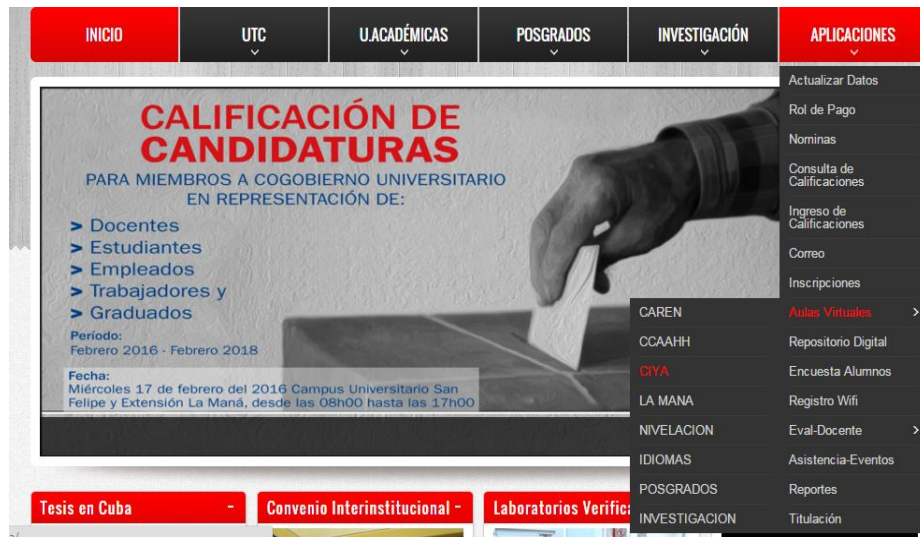 INICIO
UTC
U.ACADÉMICAS
POSGRADOS
INVESTIGACIÓN
APLICACIONES
CALIFICACIÓN DE
CANDIDATURAS
PARA MIEMBROS A COGOBIERNO UNIVERSITARIO
EN REPRESENTACIÓN DE:
> Docentes
> Estudiantes
> Empleados
> Trabajadores y
> Graduados
Período:
Febrero 2016 - Febrero 2018
Fecha:
Miércoles 17 de febrero del 2016 Campus Universitario San
Felipe y Extensión La Maná, desde las 08h00 hasta las 17h00
Actualizar Datos
Rol de Pago
Nominas
Consulta de
Calificaciones
Ingreso de
Calificaciones
Correo
Inscripciones
Aulas Virtuales >
Repositorio Digital
Encuesta Alumnos
Registro Wifi
Eval-Docente >
Asistencia-Eventos
Reportes
Titulación
CAREN
CCAAHH
CIYA
LA MANA
NIVELACION
IDIOMAS
POSGRADOS
INVESTIGACION
Tesis en Cuba -
Convenio Interinstitucional -
Laboratorios